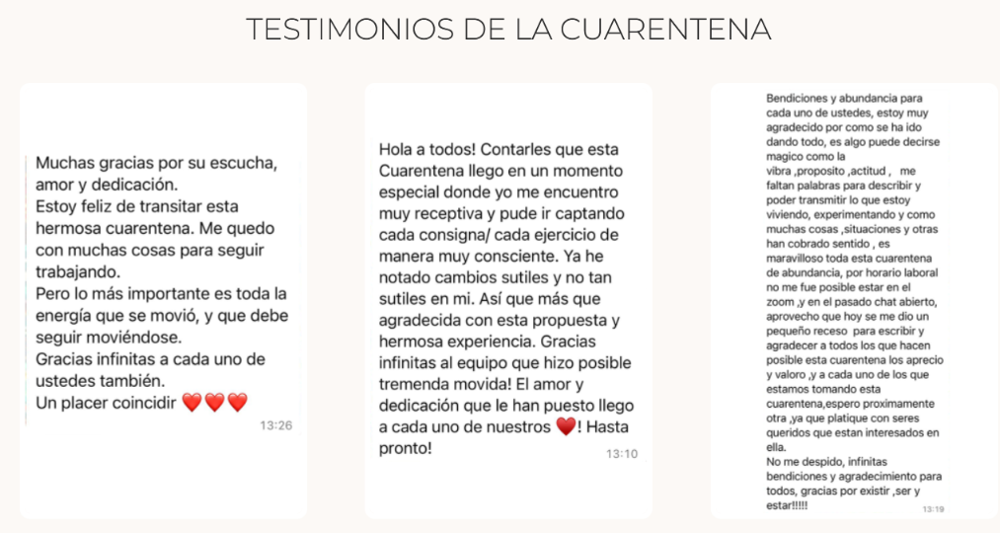 TESTIMONIOS DE LA CUARENTENA
Muchas gracias por su escucha,
amor y dedicación.
Estoy feliz de transitar esta
hermosa cuarentena. Me quedo
con muchas cosas para seguir
trabajando.
Pero lo más importante es toda la
energía que se movió, y que debe
seguir moviéndose.
Gracias infinitas a cada uno de
ustedes también.
Un placer coincidir ❤️❤️❤️
13:26
Hola a todos! Contarles que esta
Cuarentena llego en un momento
especial donde yo me encuentro
muy receptiva y pude ir captando
cada consigna/ cada ejercicio de
manera muy consciente. Ya he
notado cambios sutiles y no tan
sutiles en mi. Así que más que
agradecida con esta propuesta y
hermosa experiencia. Gracias
infinitas al equipo que hizo posible
tremenda movida! El amor y
dedicación que le han puesto llego
a cada uno de nuestros ❤️! Hasta
pronto!
13:10
Bendiciones y abundancia para
cada uno de ustedes, estoy muy
agradecido por como se ha ido
dando todo, es algo puede decirse
magico como la
vibra ,proposito ,actitud ,  me
faltan palabras para describir y
poder transmitir lo que estoy
viviendo, experimentando y como
muchas cosas ,situaciones y otras
han cobrado sentido , es
maravilloso toda esta cuarentena
de abundancia, por horario laboral
no me fue posible estar en el
zoom ,y en el pasado chat abierto,
aprovecho que hoy se me dio un
pequeño receso  para escribir y
agradecer a todos los que hacen
posible esta cuarentena los aprecio
y valoro ,y a cada uno de los que
estamos tomando esta
cuarentena,espero proximamente
otra ,ya que platique con seres
queridos que estan interesados en
ella.
No me despido, infinitas
bendiciones y agradecimiento para
todos, gracias por existir ,ser y
estar!!!!!
13:19